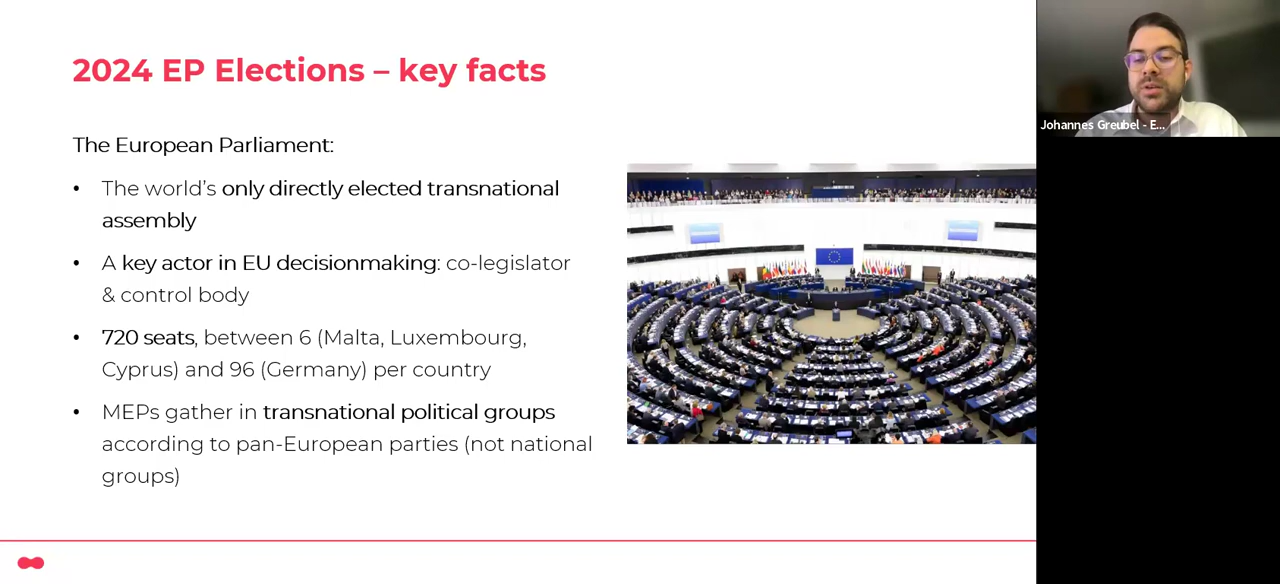 2024 EP Elections – key facts
The European Parliament:
• The world’s only directly elected transnational
assembly
• A key actor in EU decisionmaking: co-legislator
& control body
• 720 seats, between 6 (Malta, Luxembourg,
Cyprus) and 96 (Germany) per country
• MEPs gather in transnational political groups
according to pan-European parties (not national
groups)
Johannes Greubel - E...